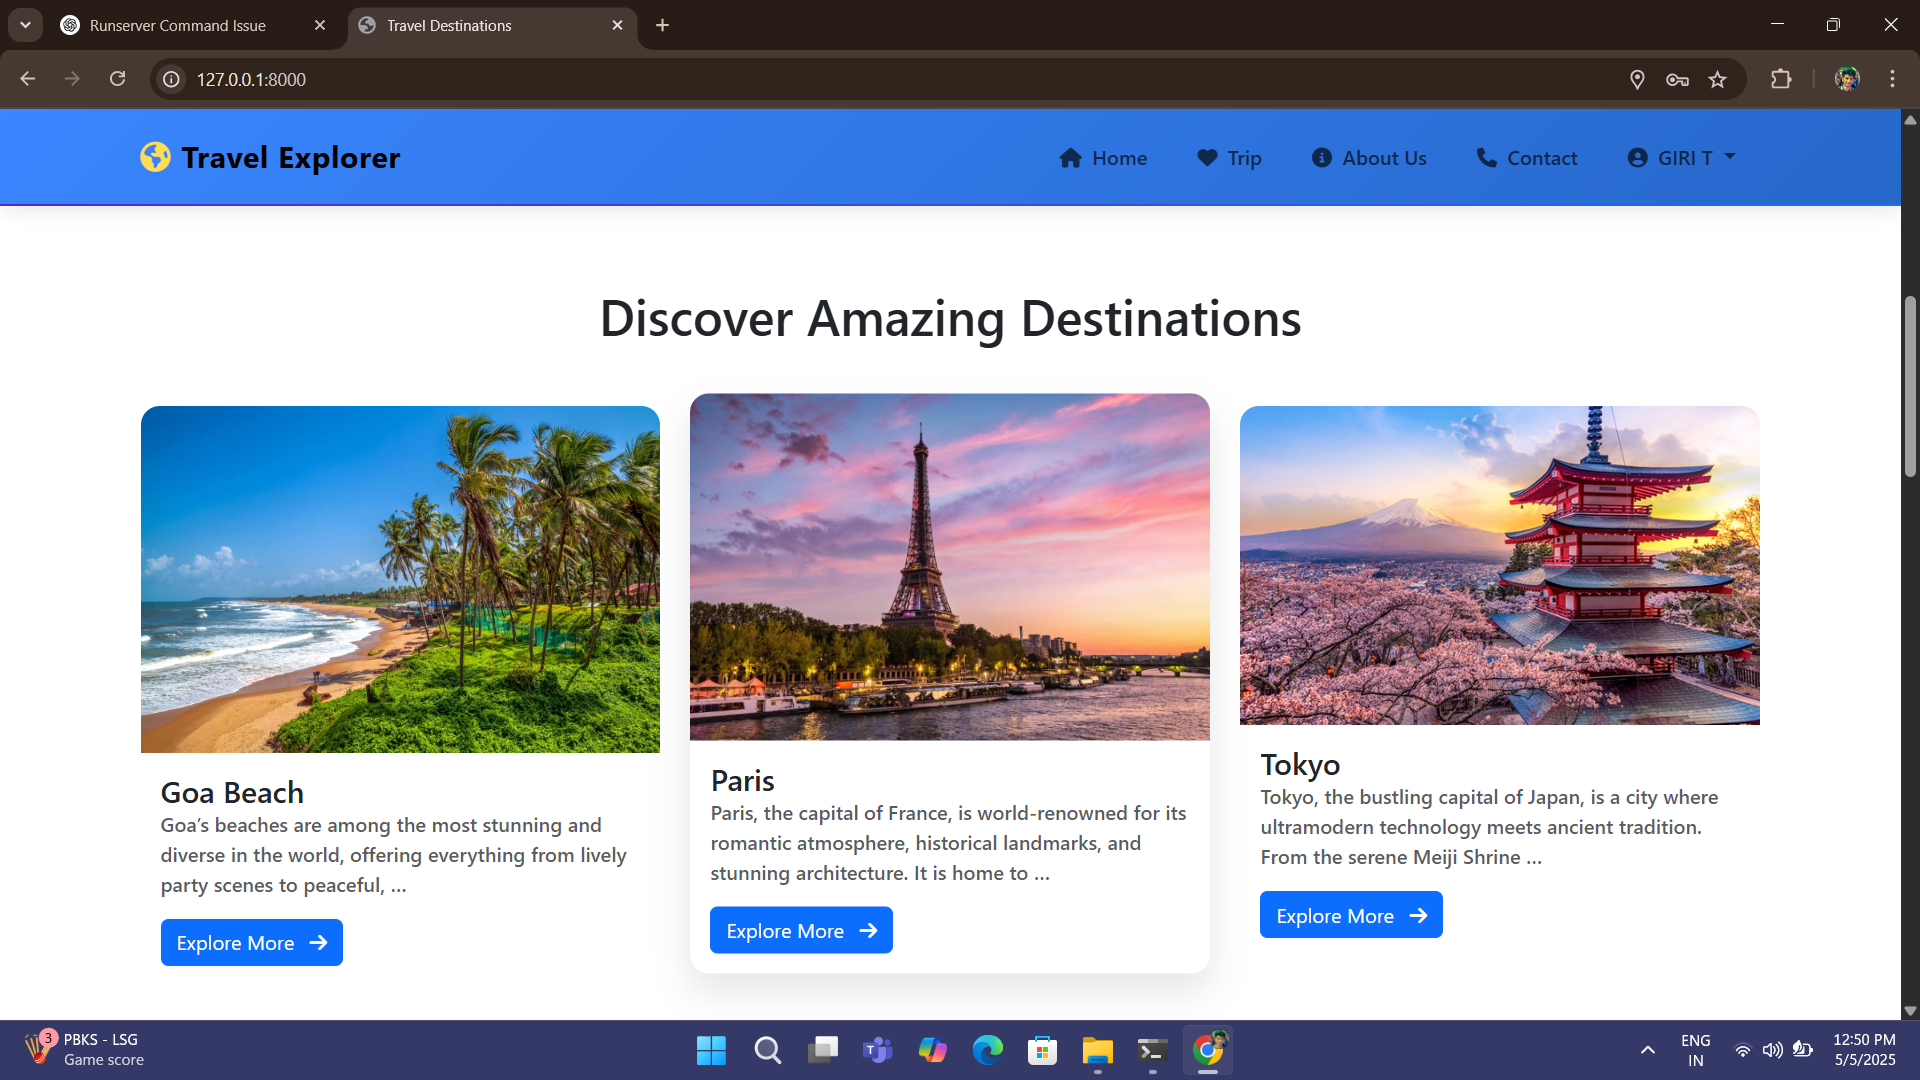 Runserver Command Issue
Travel Destinations
127.0.0.1:8000
Travel Explorer
Home
Trip
About Us
Contact
GIRI T
Discover Amazing Destinations
Goa Beach
Goa’s beaches are among the most stunning and
diverse in the world, offering everything from lively
party scenes to peaceful, ...
Explore More
Paris
Paris, the capital of France, is world-renowned for its
romantic atmosphere, historical landmarks, and
stunning architecture. It is home to ...
Explore More
Tokyo
Tokyo, the bustling capital of Japan, is a city where
ultramodern technology meets ancient tradition.
From the serene Meiji Shrine ...
Explore More
3
PBKS - LSG
Game score
ENG
IN
12:50 PM
5/5/2025